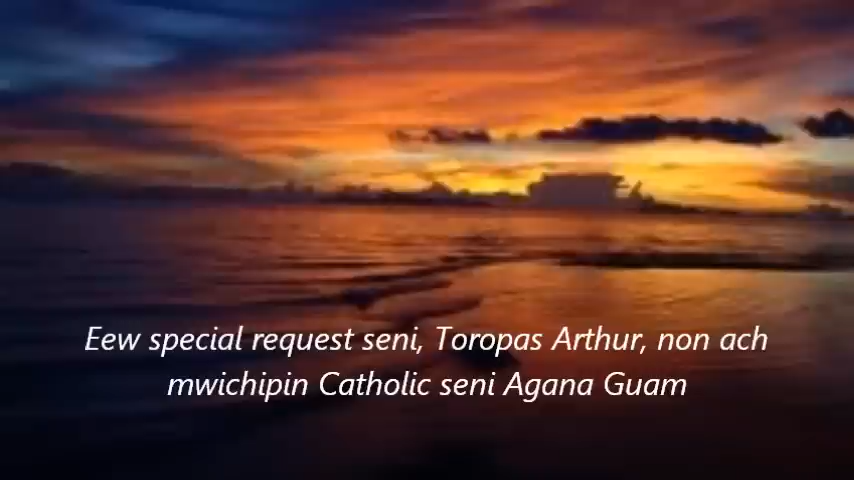 Eew special request seni, Toropas Arthur, non ach
mwichipin Catholic seni Agana Guam